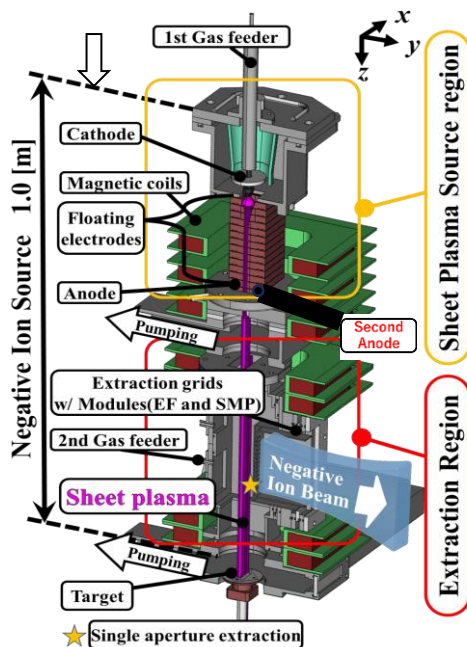 1st Gas feeder
x
y
z
Cathode
Magnetic coils
Floating
electrodes
Anode
Pumping
Second
Anode
Extraction grids
w/ Modules(EF and SMP)
2nd Gas feeder
Negative
Ion Beam
Sheet plasma
Pumping
Target
Single aperture extraction
Negative Ion Source 1.0 [m]
Sheet Plasma Source region
Extraction Region